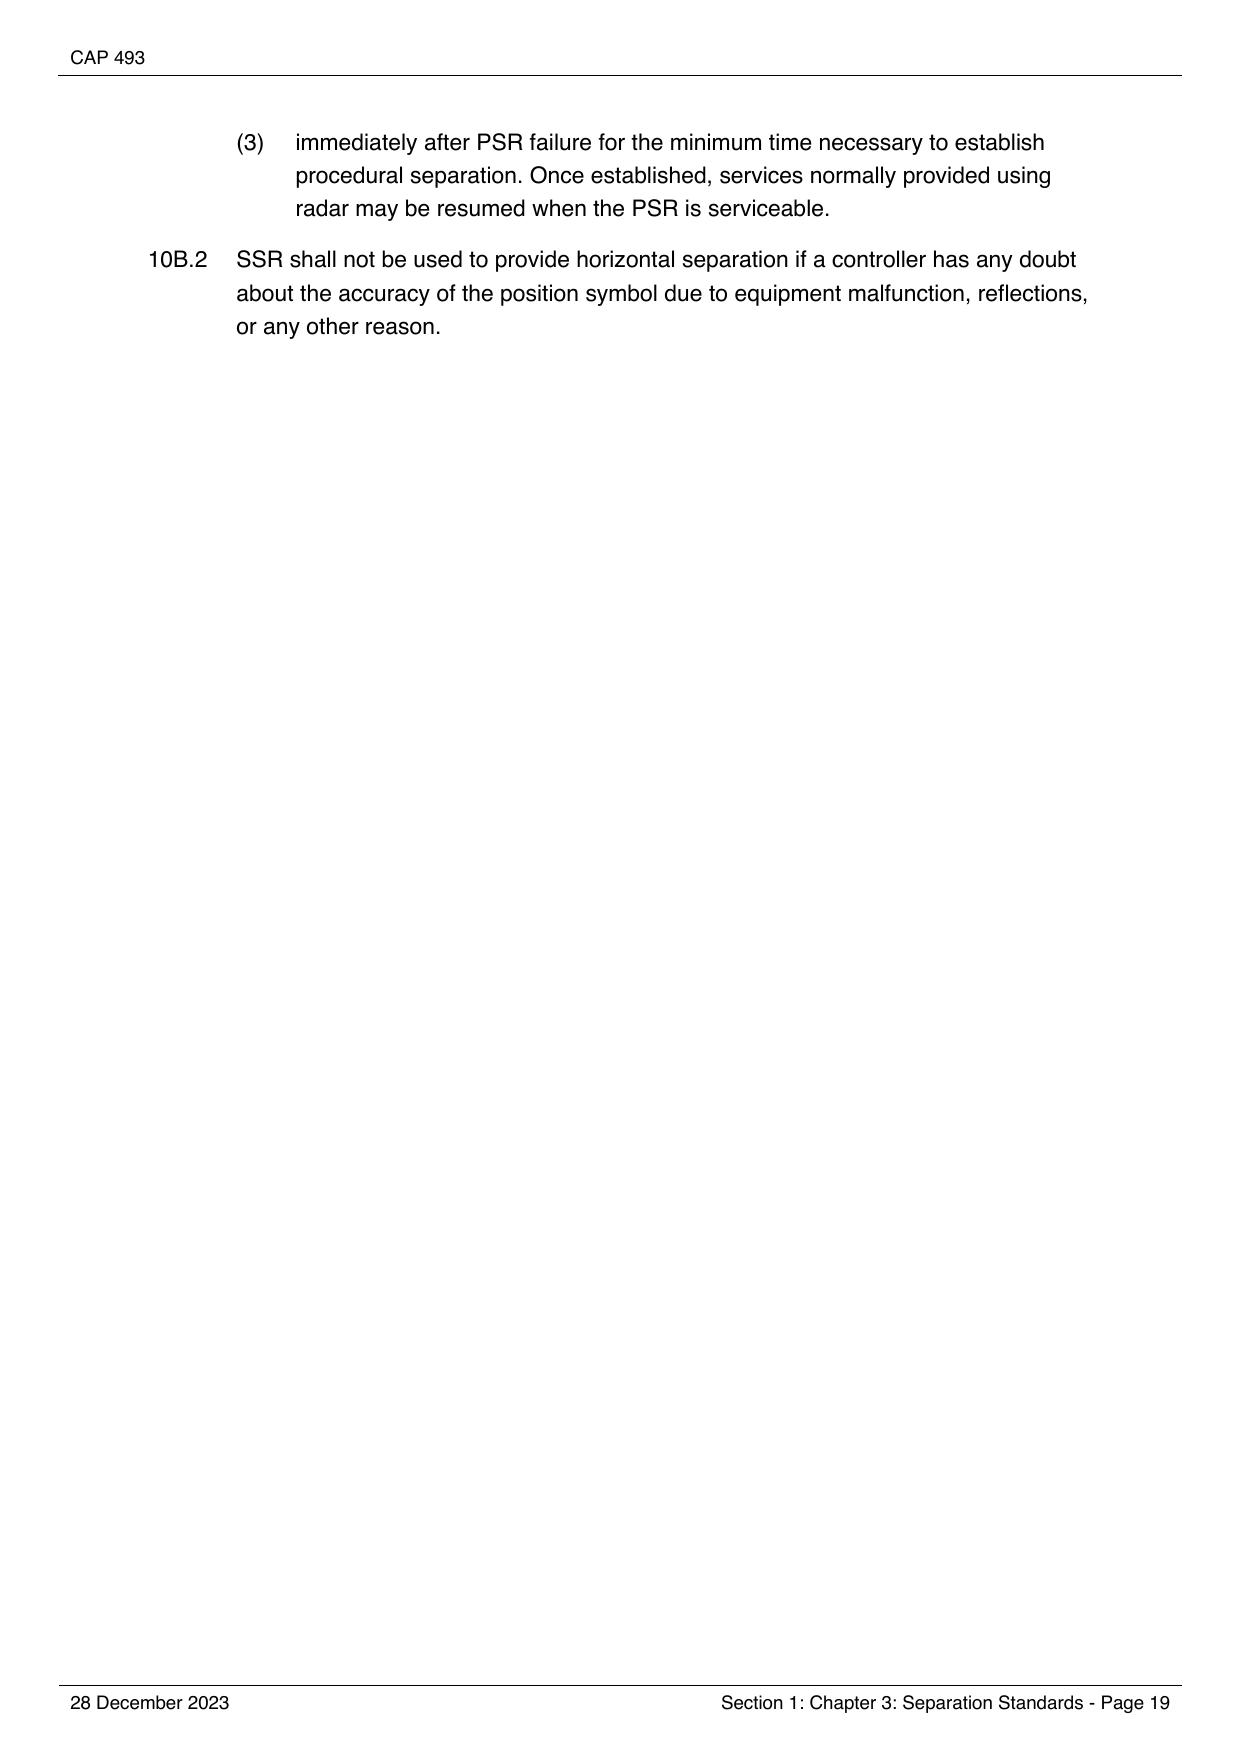 CAP 493
(3) immediately after PSR failure for the minimum time necessary to establish
procedural separation. Once established, services normally provided using
radar may be resumed when the PSR is serviceable.
10B.2 SSR shall not be used to provide horizontal separation if a controller has any doubt
about the accuracy of the position symbol due to equipment malfunction, reflections,
or any other reason.
28 December 2023 Section 1: Chapter 3: Separation Standards - Page 19